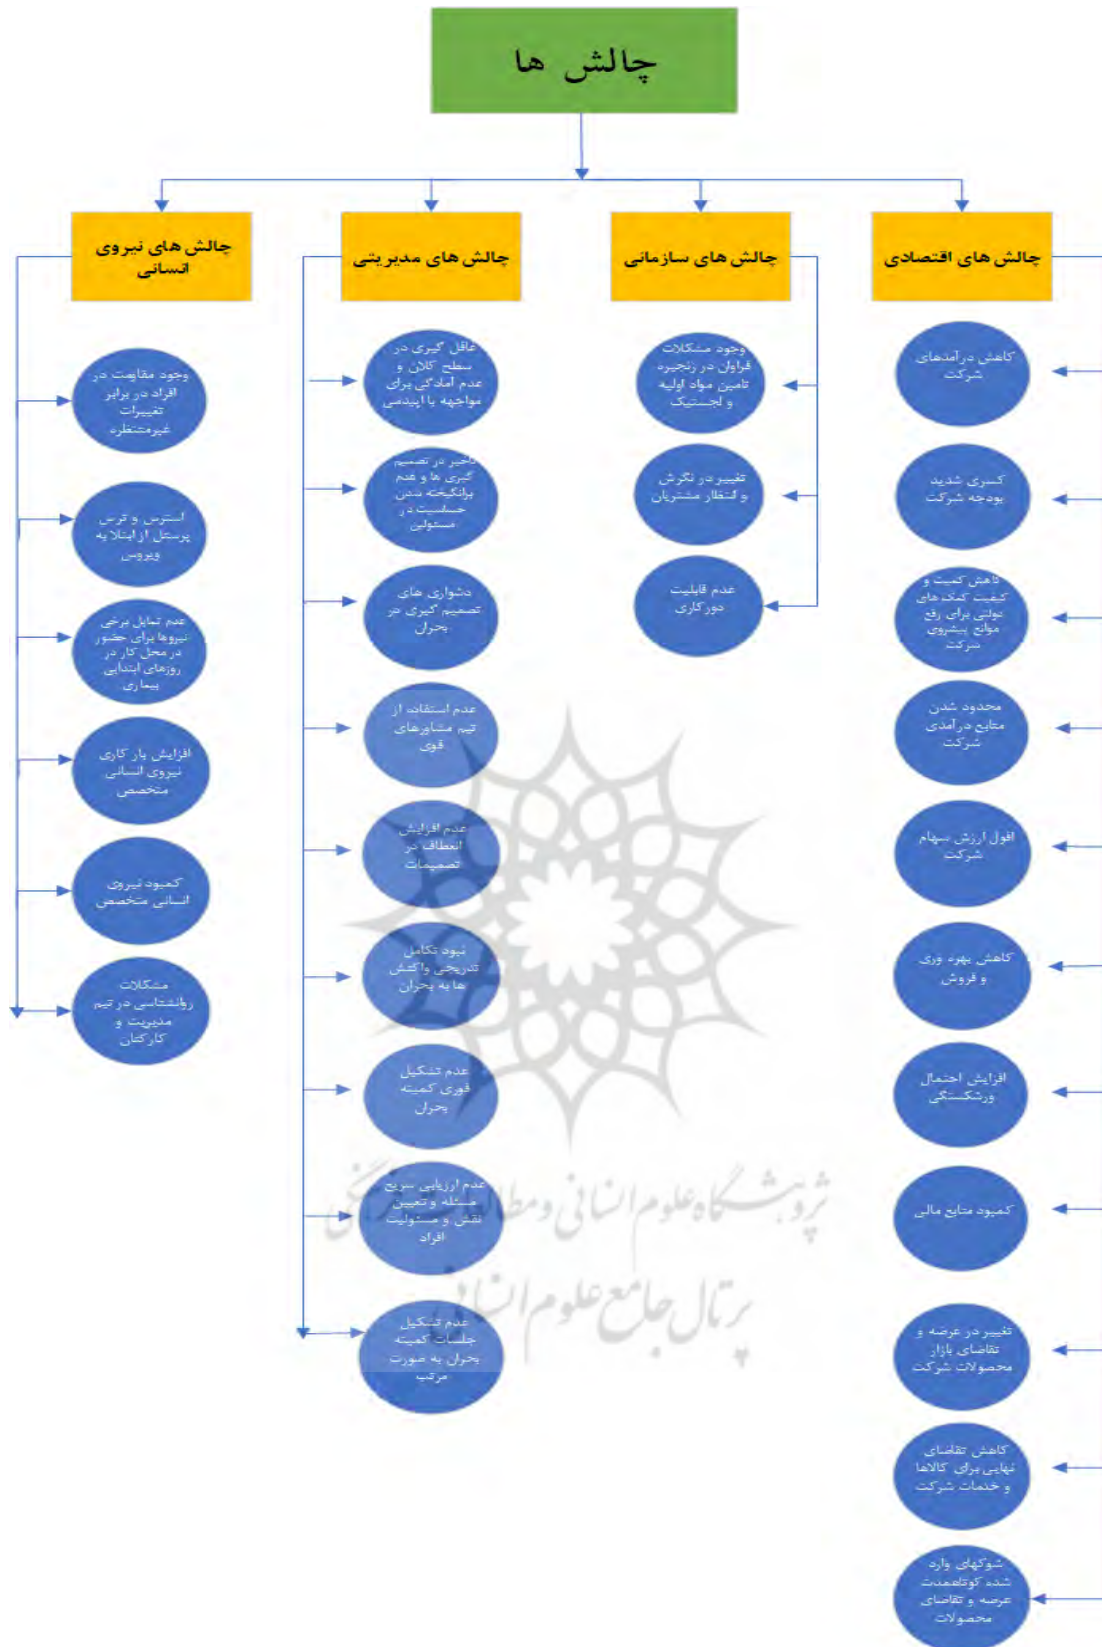 چالش ها
چالش های اقتصادی
کاهش درآمدهای
شرکت
کسری شدید
بودجه شرکت
کاهش کمیت و
کیفیت کمک های
دولتی برای رفع
موانع پیشروی
شرکت
محدود شدن
منابع درآمدی
شرکت
افول ارزش سهام
شرکت
کاهش بهره وری
و فروش
افزایش احتمال
ورشکستگی
کمبود منابع مالی
تغییر در عرضه و
تقاضای بازار
محصولات شرکت
کاهش تقاضای
نهایی برای کالاها
و خدمات شرکت
شوکهای وارد
شده کوتاهمدت
عرضه و تقاضای
محصولات
چالش های سازمانی
وجود مشکلات
فراوان در زنجیره
تامین مواد اولیه
و لجستیک
تغییر در نگرش
و انتظار مشتریان
عدم قابلیت
دورکاری
چالش های مدیریتی
غافل گیری در
سطح کلان و
عدم آمادگی برای
مواجهه با اپیدمی
تاخیر در تصمیم
گیری ها و عدم
برانگیخته شدن
حساسیت در
مسئولین
دشواری های
تصمیم گیری در
بحران
عدم استفاده از
تیم مشاورهای
قوی
عدم افزایش
انعطاف در
تصمیمات
نبود تکامل
تدریجی واکنش
ها به بحران
عدم تشکیل
فوری کمیته
بحران
عدم ارزیابی سریع
مسئله و تعیین
نقش و مسئولیت
افراد
عدم تشکیل
جلسات کمیته
بحران به صورت
مرتب
چالش های نیروی
انسانی
وجود مقاومت در
افراد در برابر
تغییرات
غیرمنتظره
استرس و ترس
پرسنل از ابتلا به
ویروس
عدم تمایل برخی
نیروها برای حضور
در محل کار در
روزهای ابتدایی
بیماری
افزایش بار کاری
نیروی انسانی
متخصص
کمبود نیروی
انسانی متخصص
مشکلات
روانشناسی در تیم
مدیریت و
کارکنان
پژوهشگاه علوم انسانی و مطالعات فرهنگی
پرتال جامع علوم انسانی